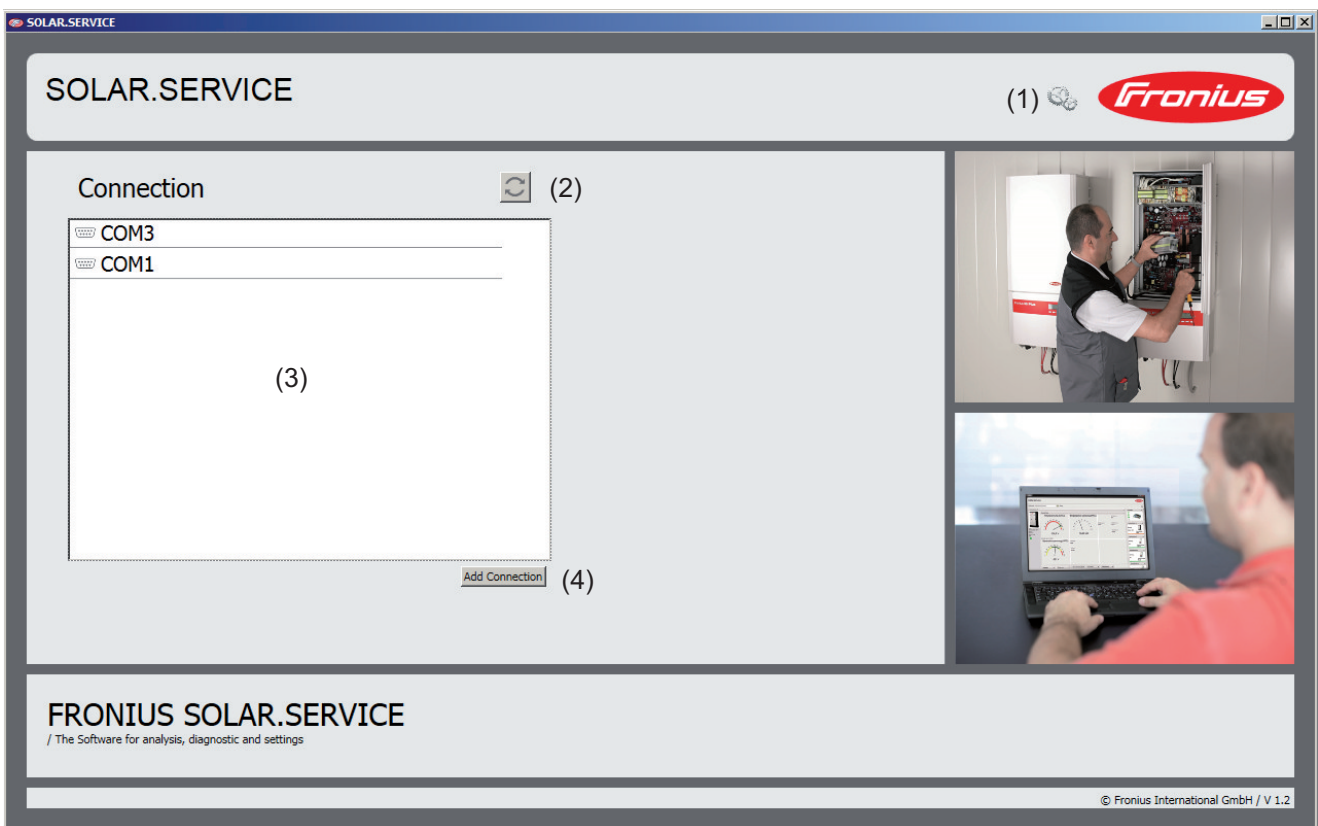 SOLAR.SERVICE
SOLAR.SERVICE
(1)
Fronius
Connection
(2)
COM3
COM1
(3)
Add Connection
(4)
FRONIUS SOLAR.SERVICE
/ The Software for analysis, diagnostic and settings
© Fronius International GmbH / V 1.2